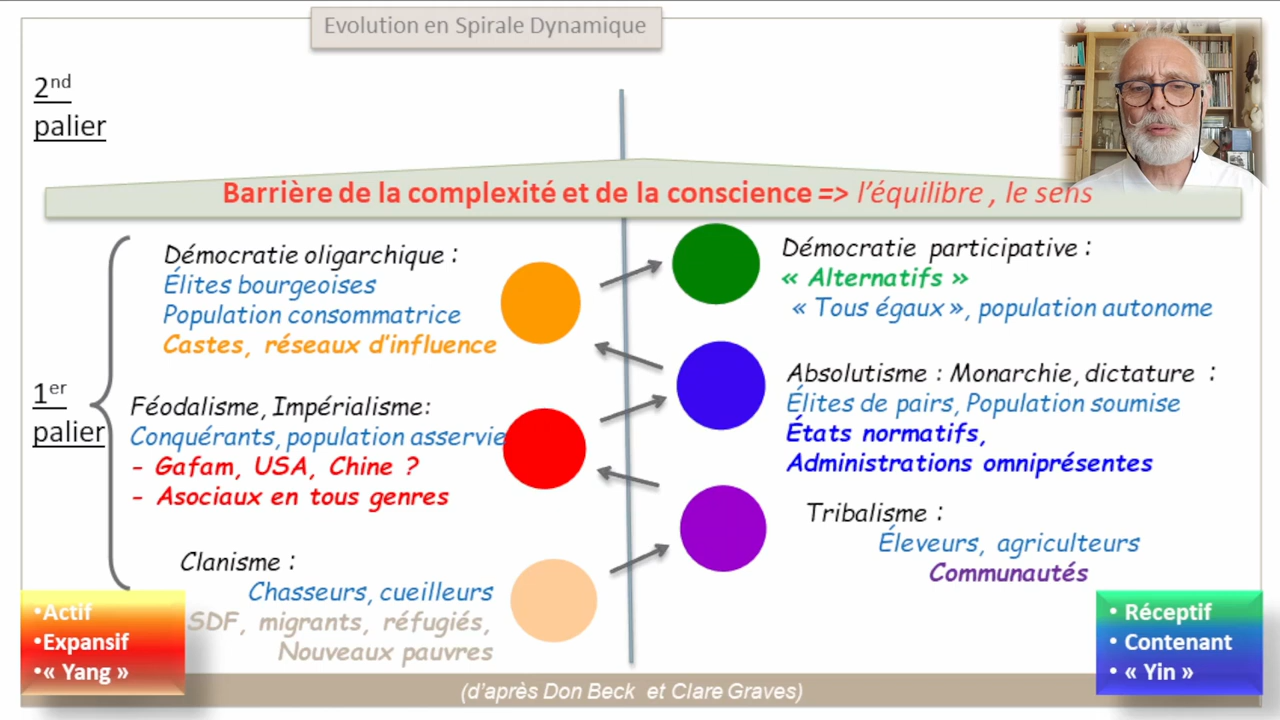 Evolution en Spirale Dynamique
2nd
palier
Barrière de la complexité et de la conscience => l'équilibre , le sens
Démocratie oligarchique :
Élites bourgeoises
Population consommatrice
Castes, réseaux d'influence
Démocratie participative :
« Alternatifs »
« Tous égaux », population autonome
1er
palier
Féodalisme, Impérialisme:
Conquérants, population asservie
- Gafam, USA, Chine ?
- Asociaux en tous genres
Absolutisme : Monarchie, dictature :
Élites de pairs, Population soumise
États normatifs,
Administrations omniprésentes
Clanisme :
Chasseurs, cueilleurs
SDF, migrants, réfugiés,
Nouveaux pauvres
Tribalisme :
Éleveurs, agriculteurs
Communautés
•Actif
•Expansif
•« Yang »
• Réceptif
• Contenant
• « Yin »
(d'après Don Beck et Clare Graves)